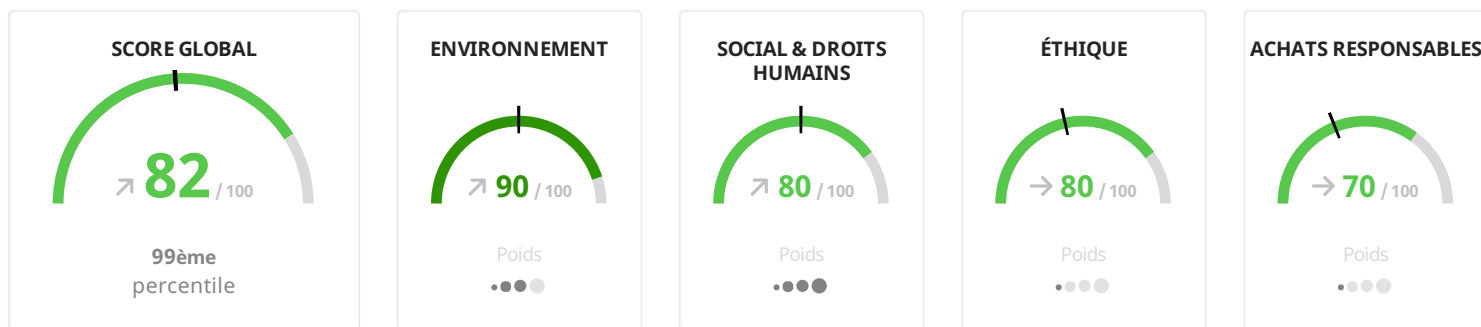 SCORE GLOBAL
82 / 100
99ème
percentile
ENVIRONNEMENT
90 / 100
Poids
SOCIAL & DROITS
HUMAINS
80 / 100
Poids
ÉTHIQUE
80 / 100
Poids
ACHATS RESPONSABLES
70 / 100
Poids